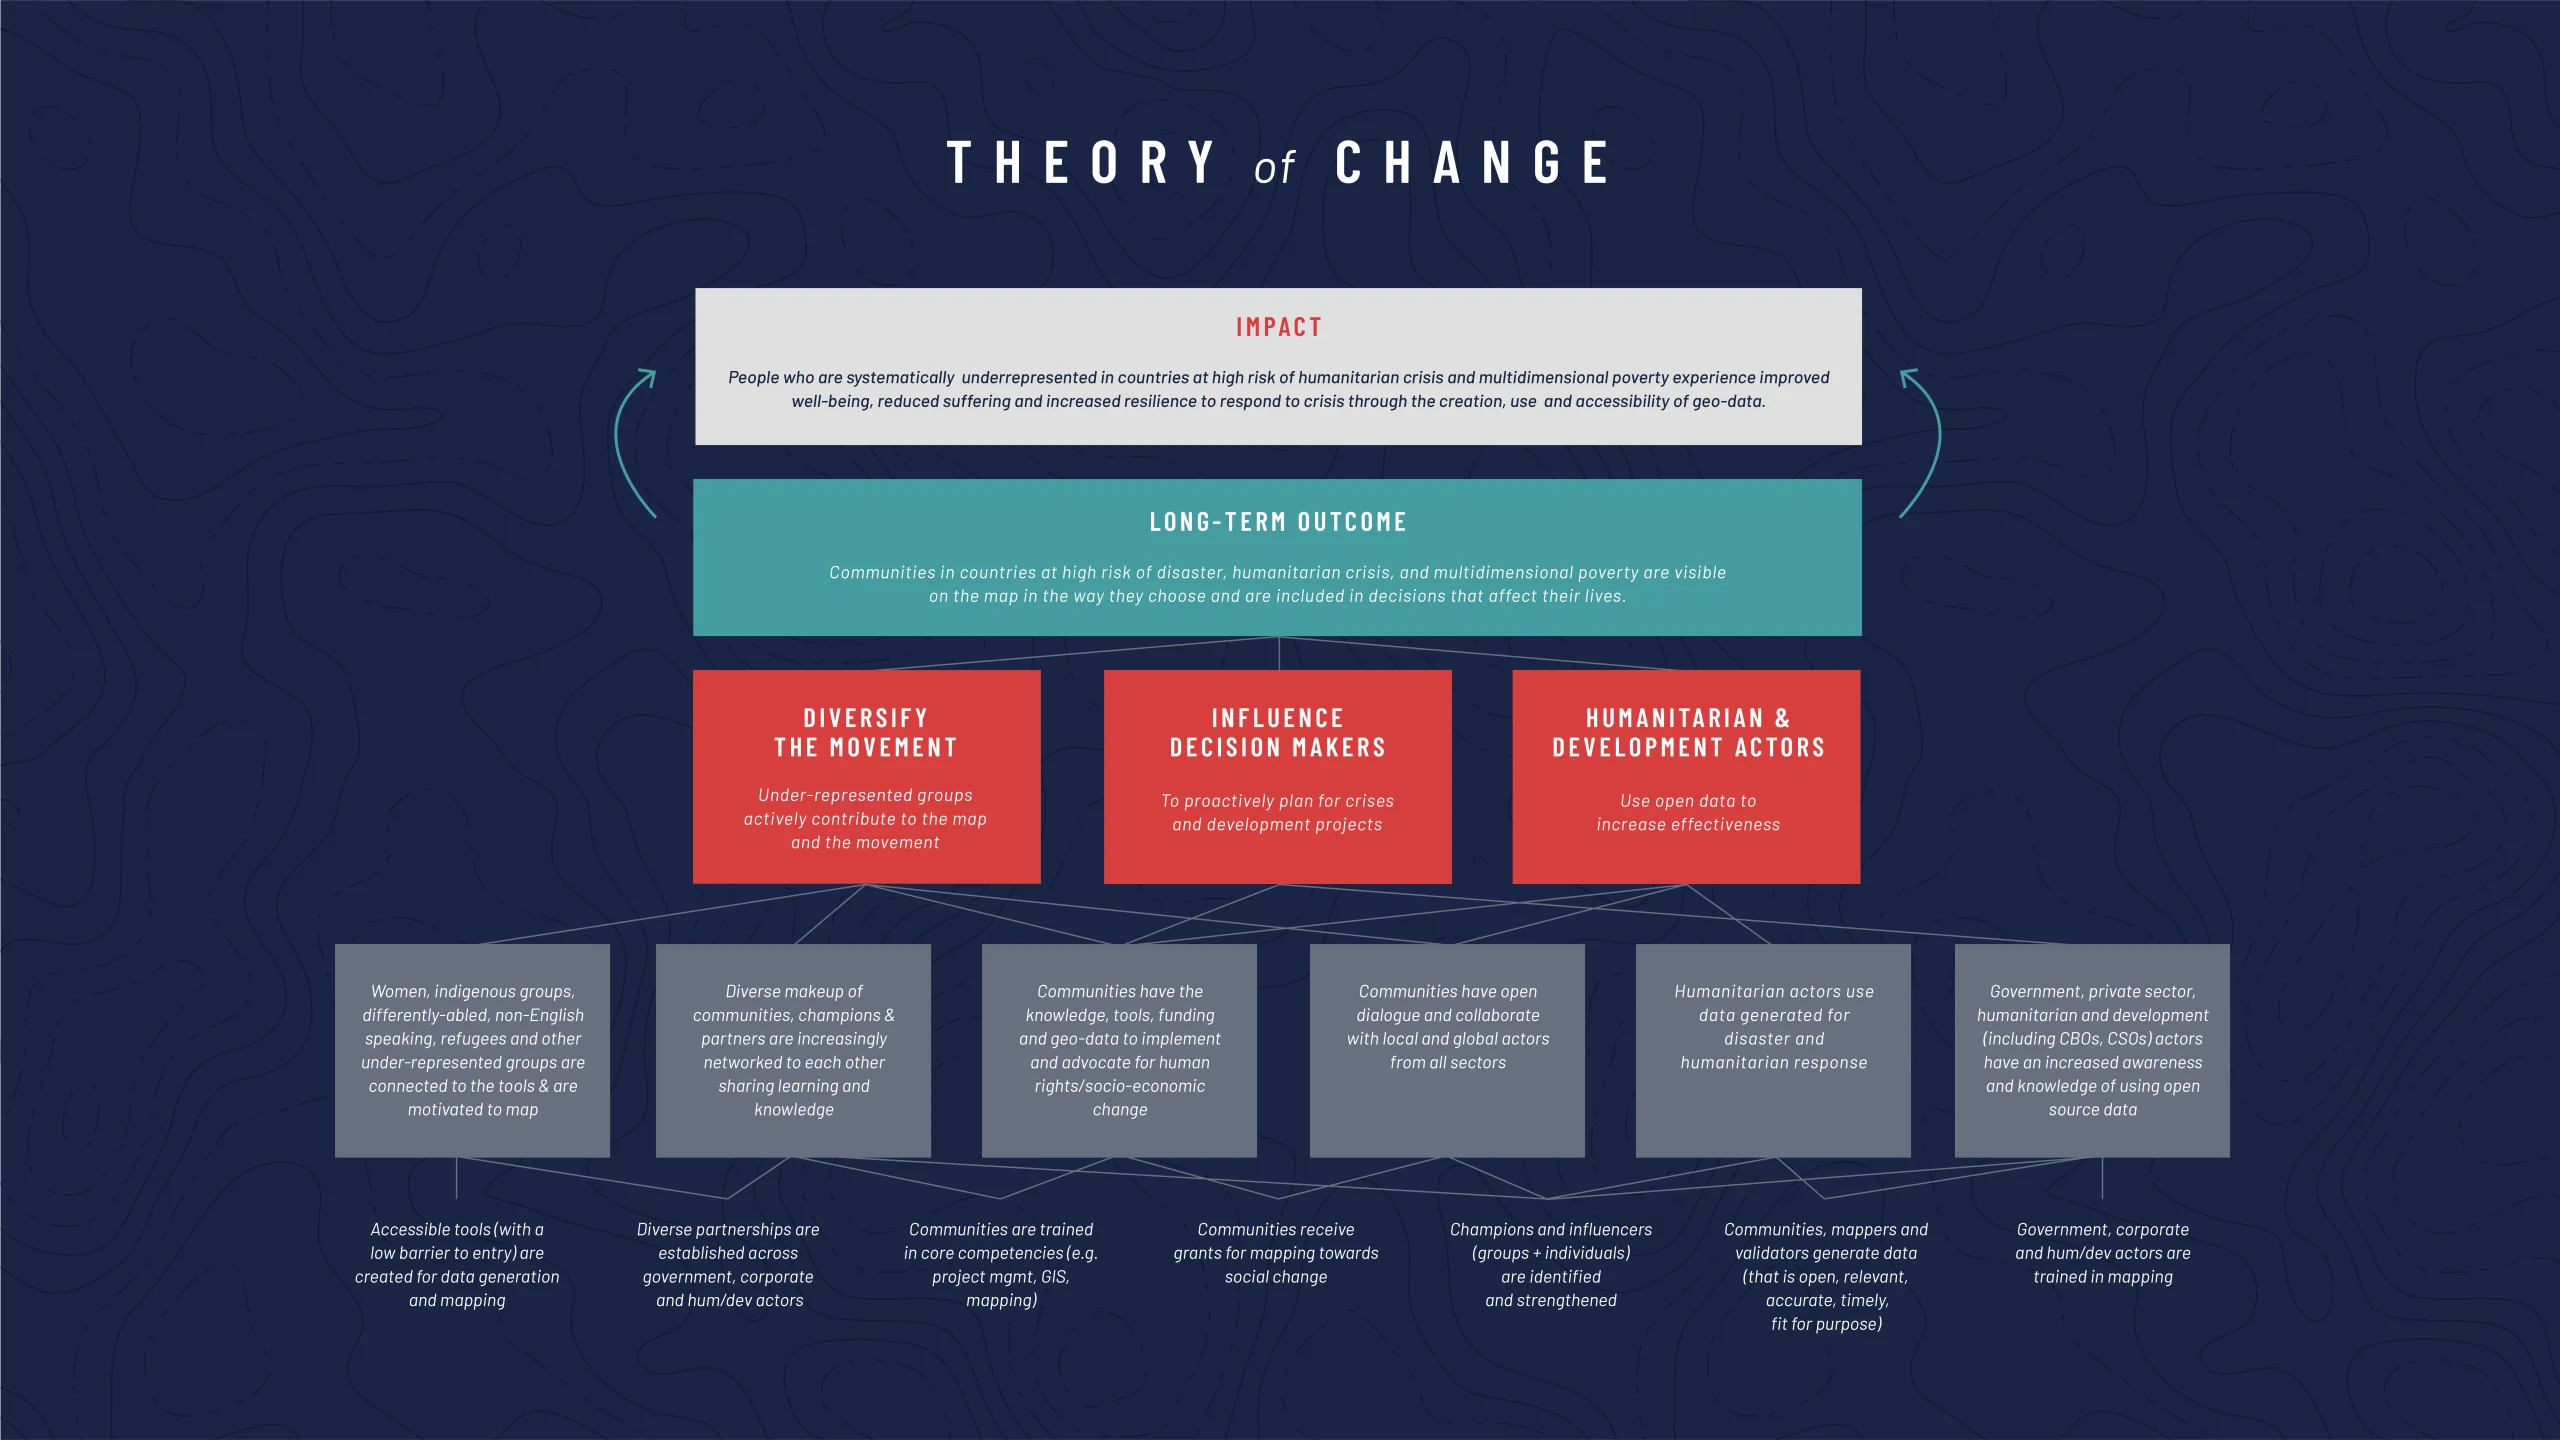 THEORY of CHANGE
IMPACT
People who are systematically underrepresented in countries at high risk of humanitarian crisis and multidimensional poverty experience improved
well-being, reduced suffering and increased resilience to respond to crisis through the creation, use and accessibility of geo-data.
LONG-TERM OUTCOME
Communities in countries at high risk of disaster, humanitarian crisis, and multidimensional poverty are visible
on the map in the way they choose and are included in decisions that affect their lives.
DIVERSIFY
THE MOVEMENT
Under-represented groups
actively contribute to the map
and the movement
INFLUENCE
DECISION MAKERS
To proactively plan for crises
and development projects
HUMANITARIAN &
DEVELOPMENT ACTORS
Use open data to
increase effectiveness
Women, indigenous groups,
differently-abled, non-English
speaking, refugees and other
under-represented groups are
connected to the tools & are
motivated to map
Diverse makeup of
communities, champions &
partners are increasingly
networked to each other
sharing learning and
knowledge
Communities have the
knowledge, tools, funding
and geo-data to implement
and advocate for human
rights/socio-economic
change
Communities have open
dialogue and collaborate
with local and global actors
from all sectors
Humanitarian actors use
data generated for
disaster and
humanitarian response
Government, private sector,
humanitarian and development
(including CBOs, CSOs) actors
have an increased awareness
and knowledge of using open
source data
Accessible tools (with a
low barrier to entry) are
created for data generation
and mapping
Diverse partnerships are
established across
government, corporate
and hum/dev actors
Communities are trained
in core competencies (e.g.
project mgmt, GIS,
mapping)
Communities receive
grants for mapping towards
social change
Champions and influencers
(groups + individuals)
are identified
and strengthened
Communities, mappers and
validators generate data
(that is open, relevant,
accurate, timely,
fit for purpose)
Government, corporate
and hum/dev actors are
trained in mapping